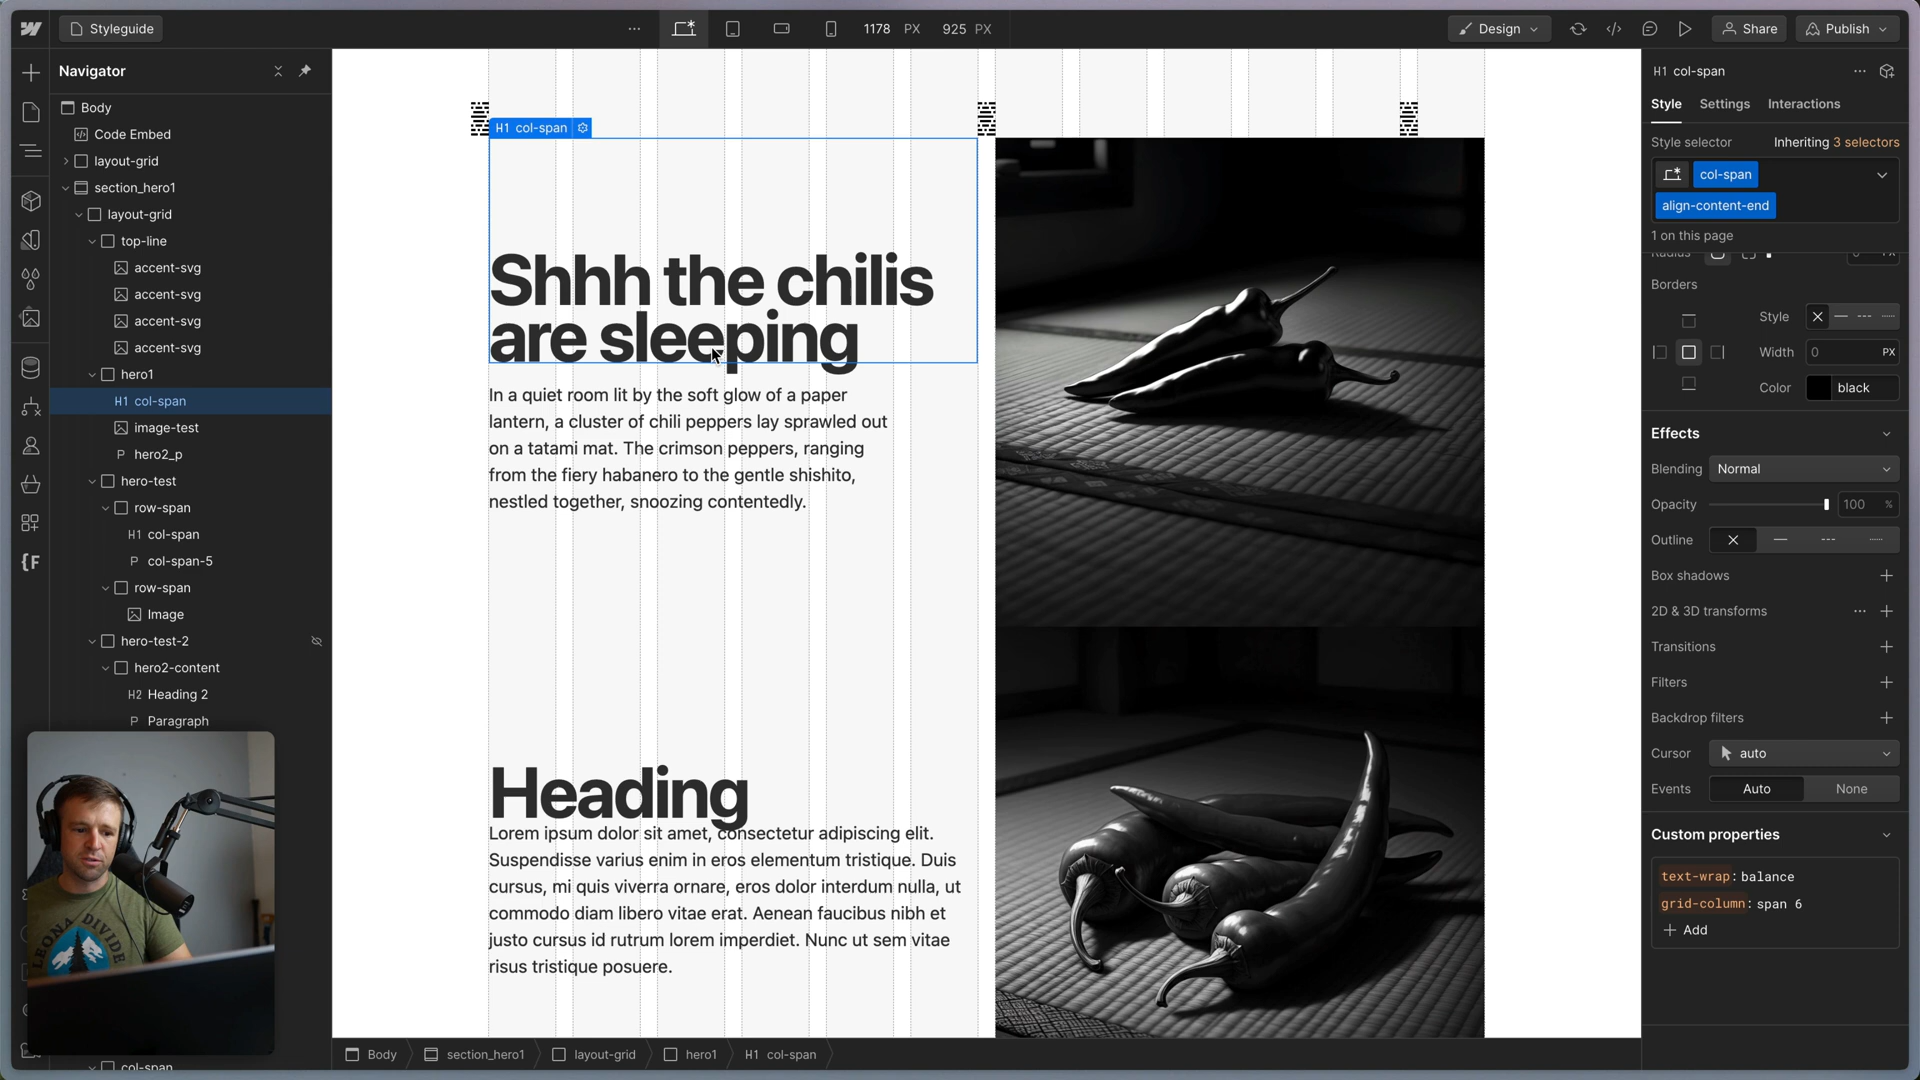 Styleguide
1178 PX 925 PX
Design
Share
Publish
Navigator
Body
Code Embed
layout-grid
section_hero1
layout-grid
top-line
accent-svg
accent-svg
accent-svg
accent-svg
hero1
H1 col-span
image-test
P hero2_p
hero-test
row-span
H1 col-span
P col-span-5
row-span
Image
hero-test-2
hero2-content
H2 Heading 2
P Paragraph
col-span
LEONA DIVIDE
H1 col-span
Shhh the chilis
are sleeping
In a quiet room lit by the soft glow of a paper
lantern, a cluster of chili peppers lay sprawled out
on a tatami mat. The crimson peppers, ranging
from the fiery habanero to the gentle shishito,
nestled together, snoozing contentedly.
Heading
Lorem ipsum dolor sit amet, consectetur adipiscing elit.
Suspendisse varius enim in eros elementum tristique. Duis
cursus, mi quis viverra ornare, eros dolor interdum nulla, ut
commodo diam libero vitae erat. Aenean faucibus nibh et
justo cursus id rutrum lorem imperdiet. Nunc ut sem vitae
risus tristique posuere.
Body section_hero1 layout-grid hero1 H1 col-span
H1 col-span
Style Settings Interactions
Style selector Inheriting 3 selectors
col-span
align-content-end
1 on this page
Radius 0 PX
Borders
Style
Width 0 PX
Color black
Effects
Blending Normal
Opacity 100 %
Outline
Box shadows
2D & 3D transforms
Transitions
Filters
Backdrop filters
Cursor auto
Events Auto None
Custom properties
text-wrap: balance
grid-column: span 6
Add